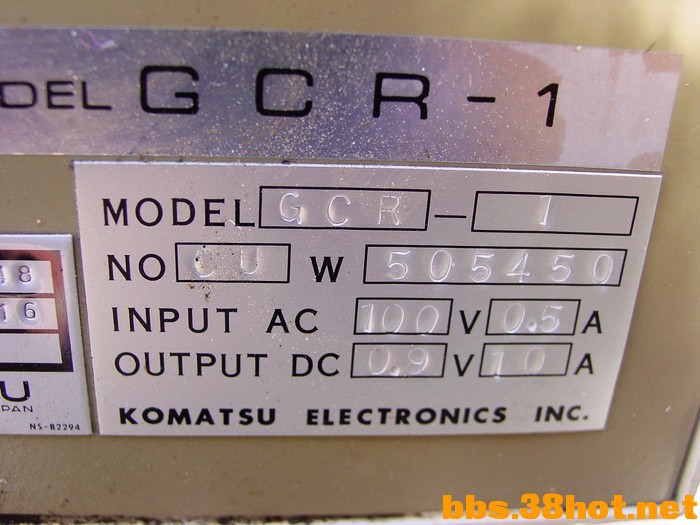 ODEL GCR-1
MODEL GCR - 1
NO CU W 505450
INPUT AC 100 V 0.5 A
OUTPUT DC 0.9 V 10 A
KOMATSU ELECTRONICS INC.
48
16
U
PAN
NS-B2294
bbs.38hot.net